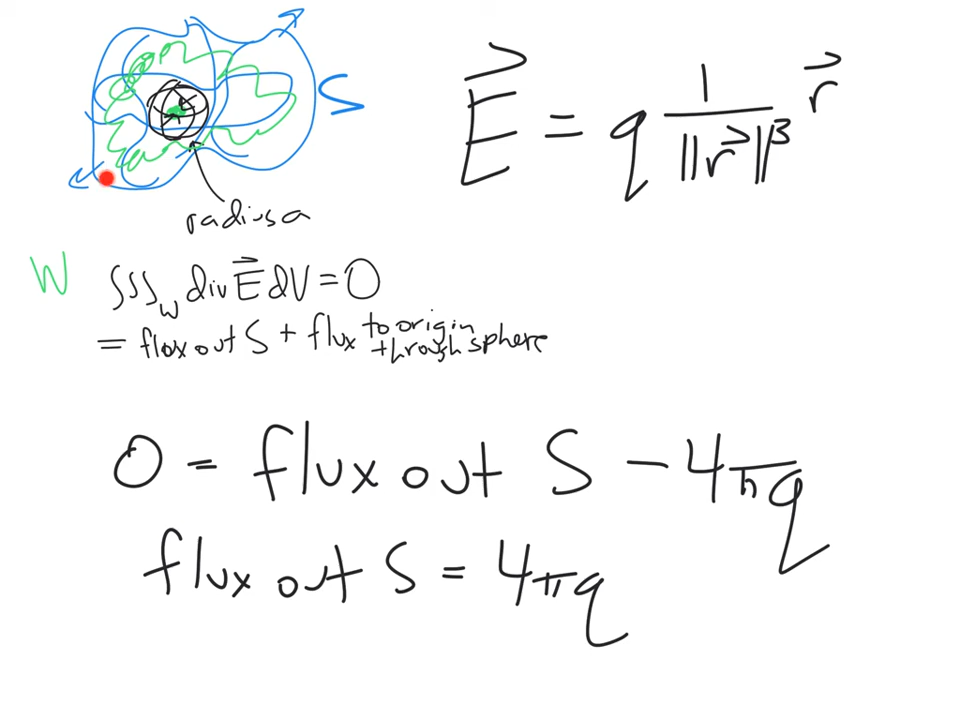 S
E⃗ = q 1/‖r⃗‖³ r⃗
radius a
W ∭_W div E⃗ dV = 0
= flux out S + flux to origin through sphere
0 = flux out S − 4πq
flux out S = 4πq